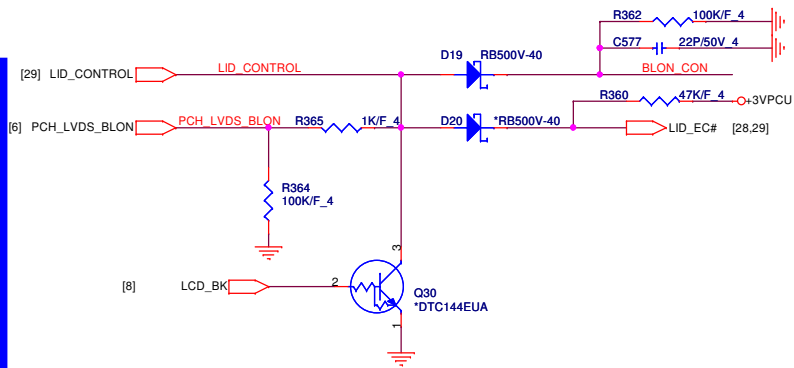 R362 100K/F_4
C577 22P/50V_4
D19 RB500V-40
[29] LID_CONTROL LID_CONTROL BLON_CON
R360 47K/F_4 +3VPCU
[6] PCH_LVDS_BLON PCH_LVDS_BLON R365 1K/F_4 D20 *RB500V-40 LID_EC# [28,29]
R364
100K/F_4
3
[8] LCD_BK 2
Q30
*DTC144EUA
1